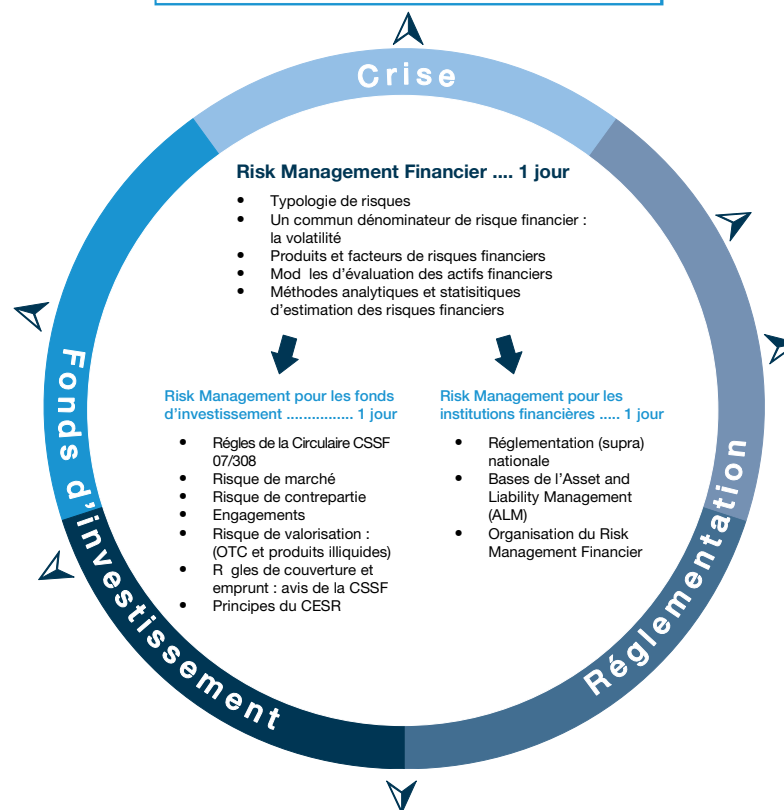 Crise
Risk Management Financier .... 1 jour
• Typologie de risques
• Un commun dénominateur de risque financier :
la volatilité
• Produits et facteurs de risques financiers
• Mod les d'évaluation des actifs financiers
• Méthodes analytiques et statisitiques
d'estimation des risques financiers
Risk Management pour les fonds
d'investissement ................ 1 jour
• Régles de la Circulaire CSSF
07/308
• Risque de marché
• Risque de contrepartie
• Engagements
• Risque de valorisation :
(OTC et produits illiquides)
• R gles de couverture et
emprunt : avis de la CSSF
• Principes du CESR
Risk Management pour les
institutions financières ..... 1 jour
• Réglementation (supra)
nationale
• Bases de l'Asset and
Liability Management
(ALM)
• Organisation du Risk
Management Financier
Fonds d'investissement
Réglementation